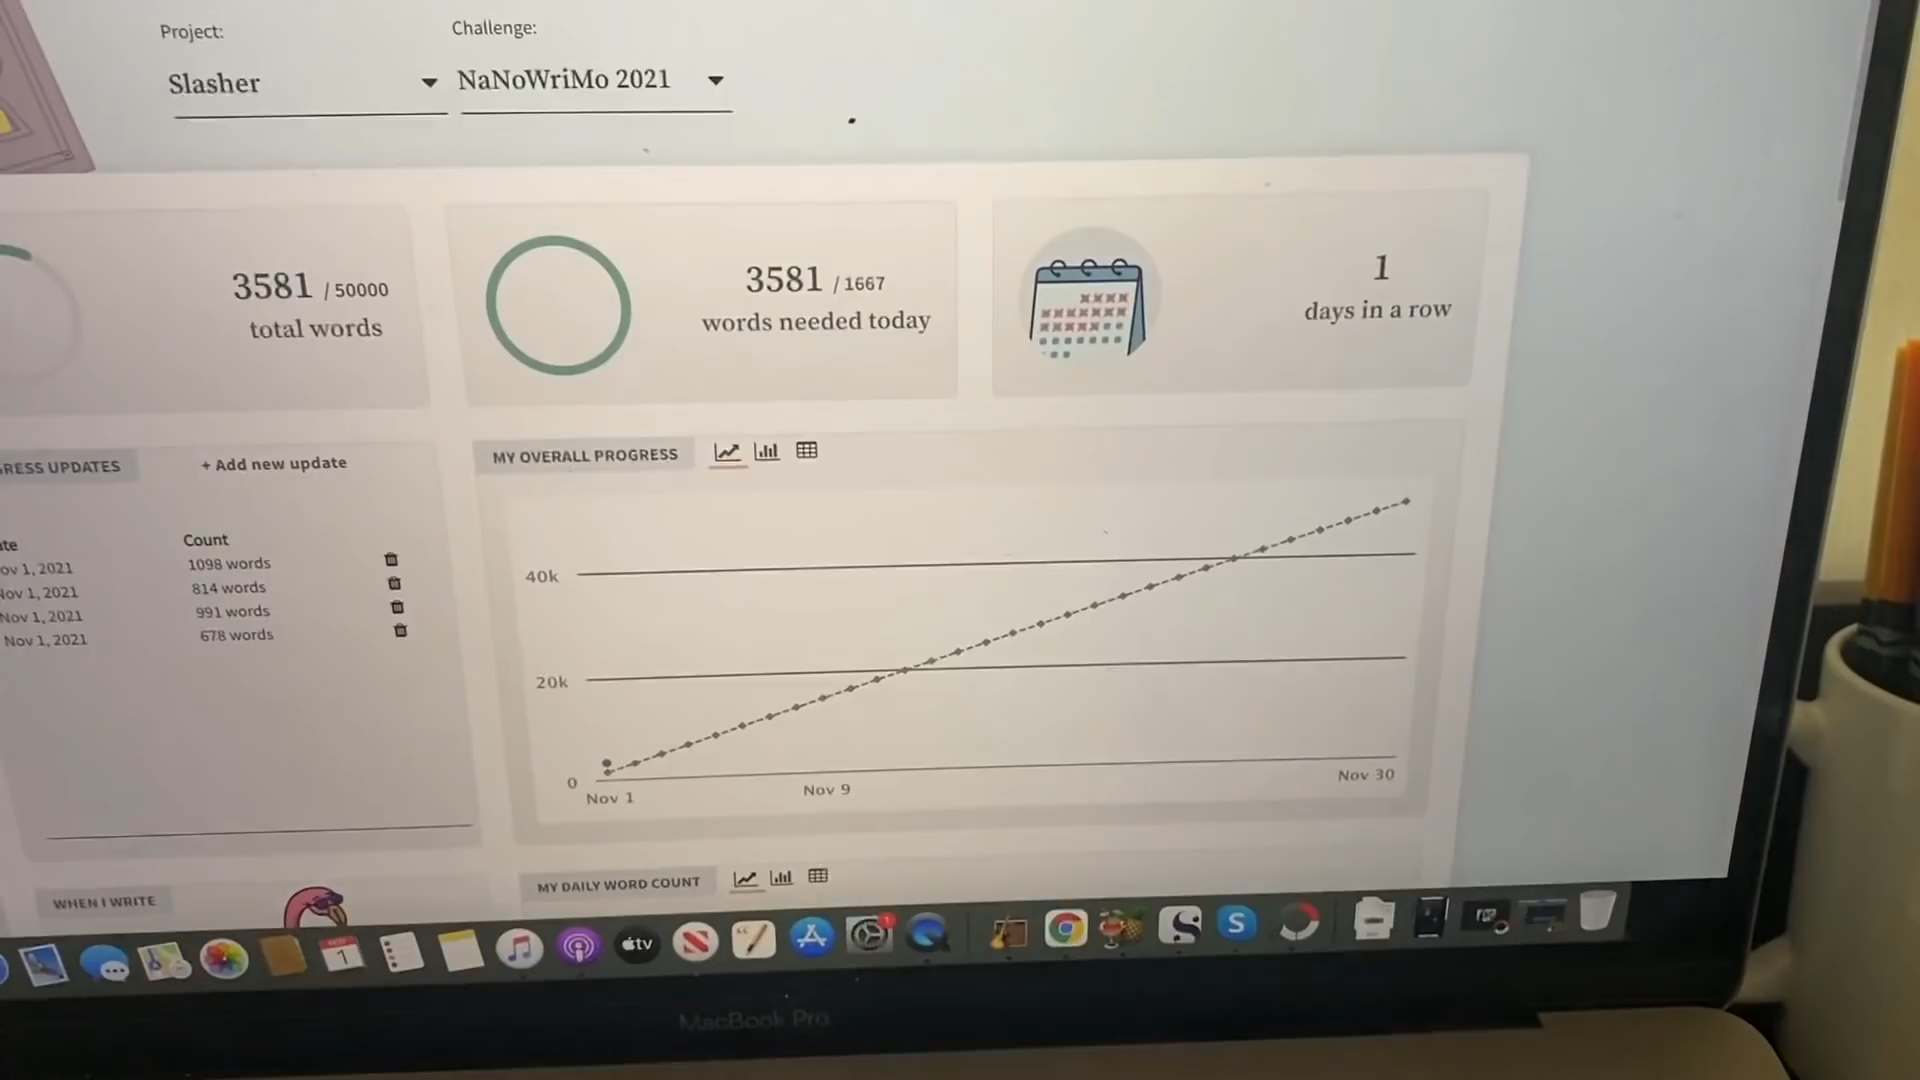 Project:
Challenge:
Slasher
NaNoWriMo 2021
3581 / 50000
total words
3581 / 1667
words needed today
1
days in a row
RESS UPDATES
+ Add new update
MY OVERALL PROGRESS
te
Count
ov 1, 2021
1098 words
Nov 1, 2021
814 words
Nov 1, 2021
991 words
Nov 1, 2021
678 words
40k
20k
0
Nov 1
Nov 9
Nov 30
WHEN I WRITE
MY DAILY WORD COUNT
NOV
1
tv
1
S
MacBook Pro